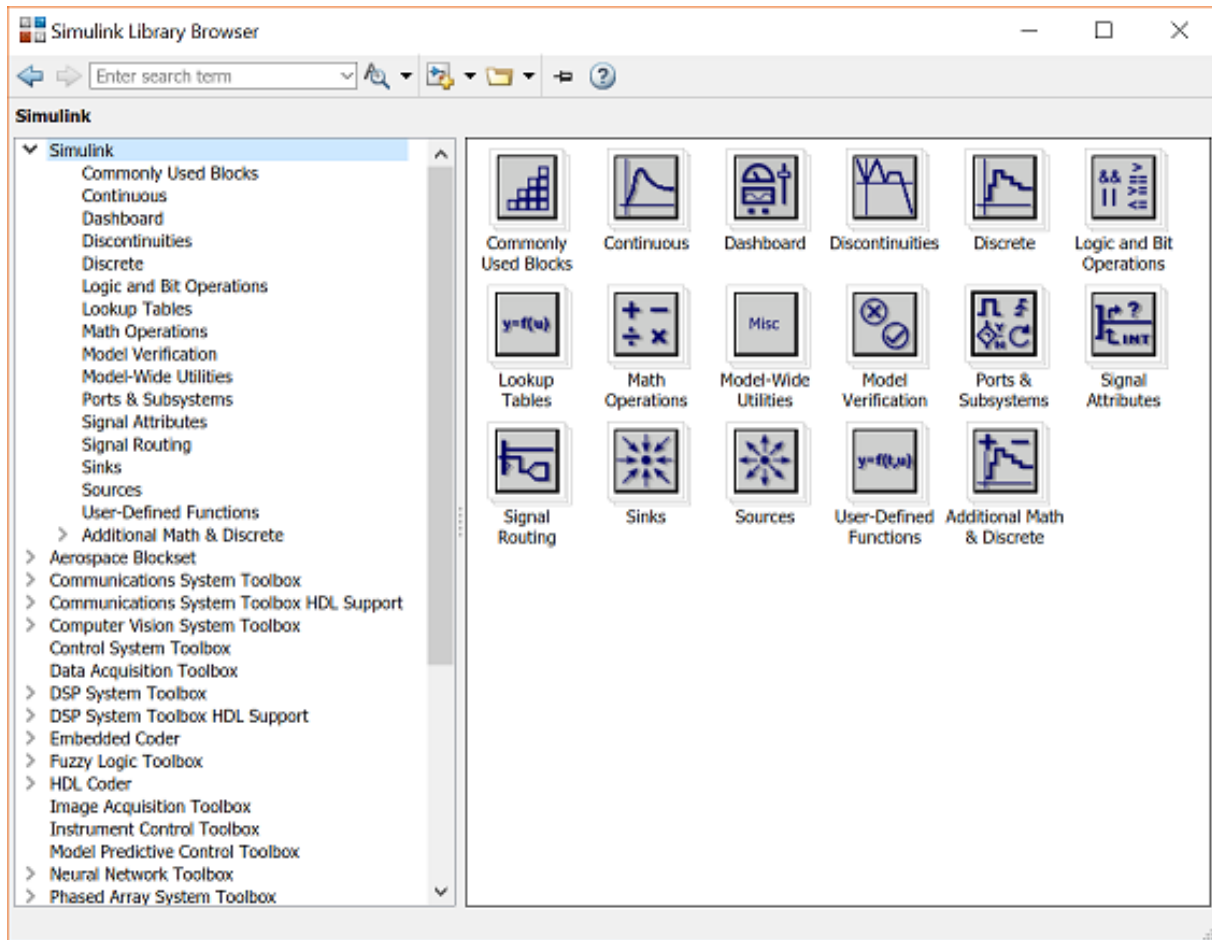 Simulink Library Browser
Enter search term
Simulink
Simulink
Commonly Used Blocks
Continuous
Dashboard
Discontinuities
Discrete
Logic and Bit Operations
Lookup Tables
Math Operations
Model Verification
Model-Wide Utilities
Ports & Subsystems
Signal Attributes
Signal Routing
Sinks
Sources
User-Defined Functions
Additional Math & Discrete
Aerospace Blockset
Communications System Toolbox
Communications System Toolbox HDL Support
Computer Vision System Toolbox
Control System Toolbox
Data Acquisition Toolbox
DSP System Toolbox
DSP System Toolbox HDL Support
Embedded Coder
Fuzzy Logic Toolbox
HDL Coder
Image Acquisition Toolbox
Instrument Control Toolbox
Model Predictive Control Toolbox
Neural Network Toolbox
Phased Array System Toolbox
&& >
== 
|| >=
<=
Commonly Continuous Dashboard Discontinuities Discrete Logic and Bit
Used Blocks Operations
y=f(u) + − Misc ?
÷ × Y N INT
Lookup Math Model-Wide Model Ports & Signal
Tables Operations Utilities Verification Subsystems Attributes
y=f(t,u) + −
Signal Sinks Sources User-Defined Additional Math
Routing Functions & Discrete